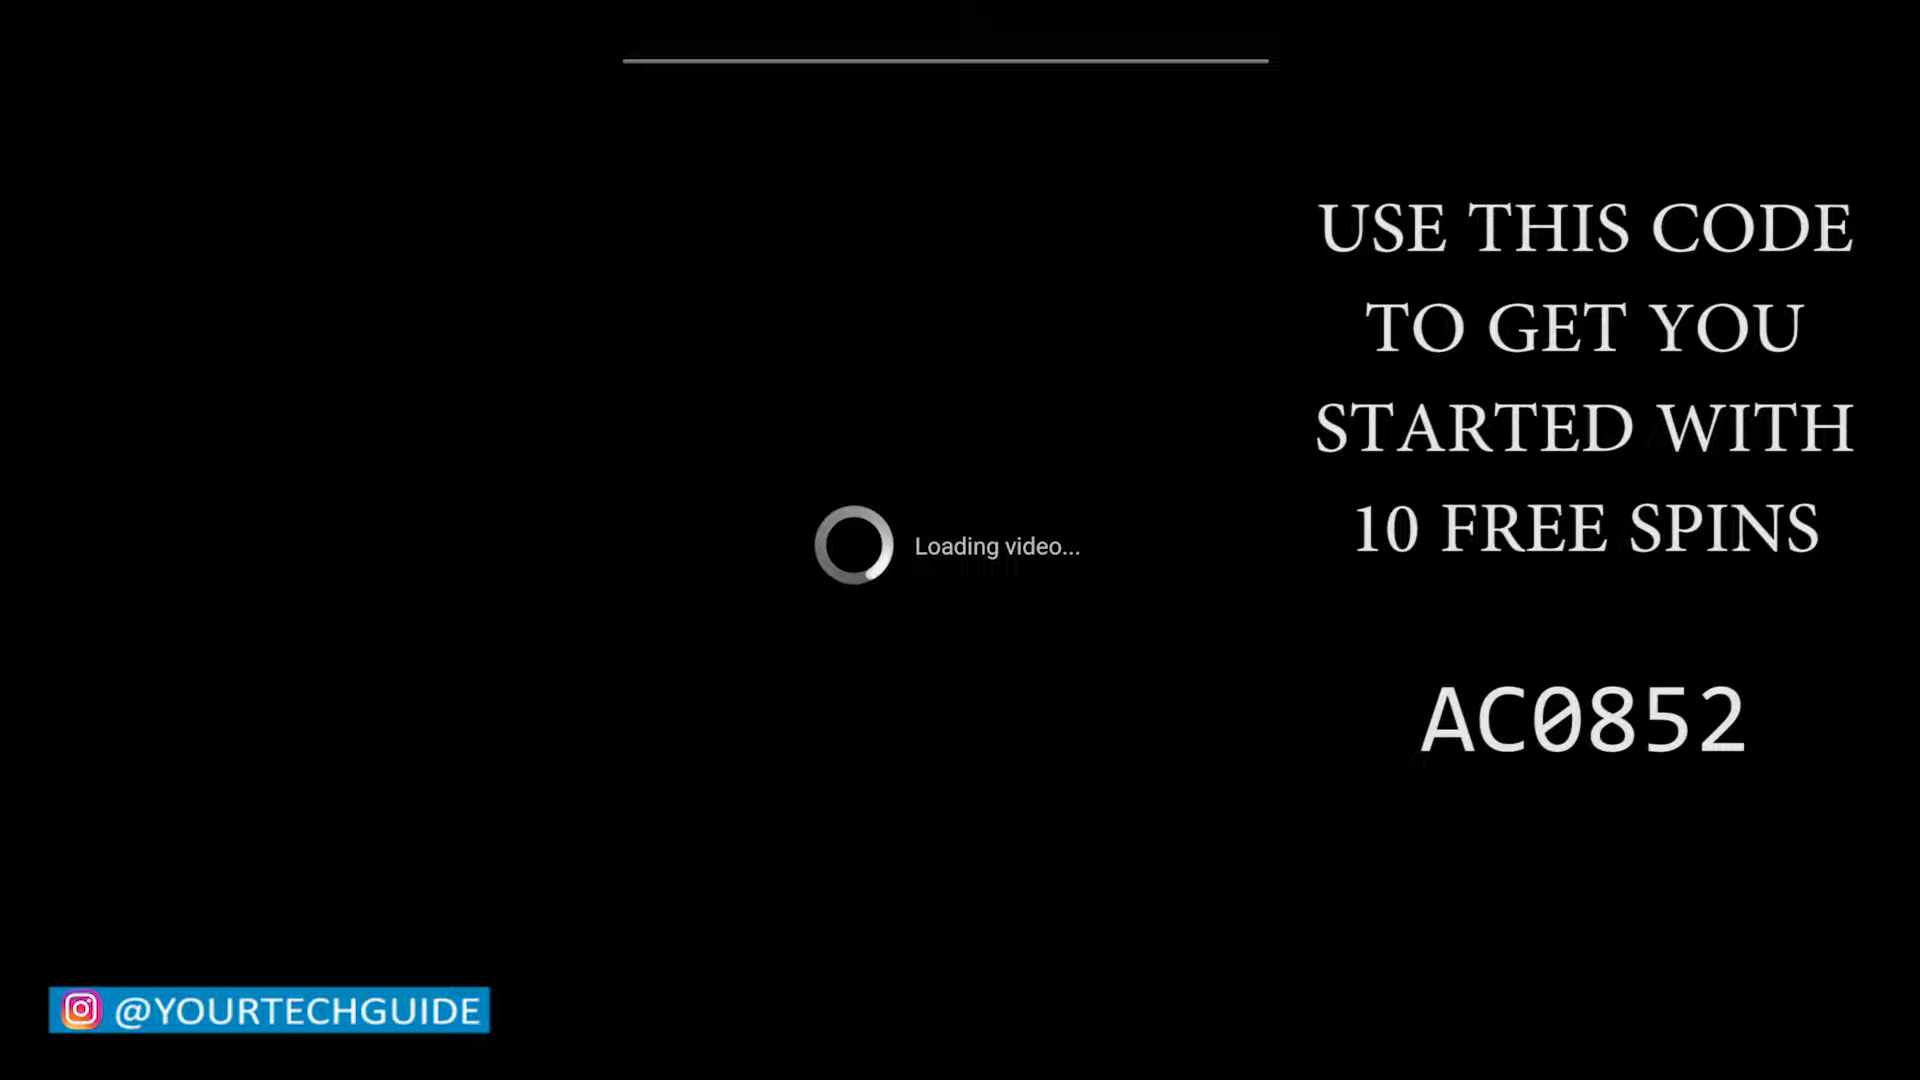 USE THIS CODE
TO GET YOU
STARTED WITH
10 FREE SPINS
Loading video...
AC0852
@YOURTECHGUIDE